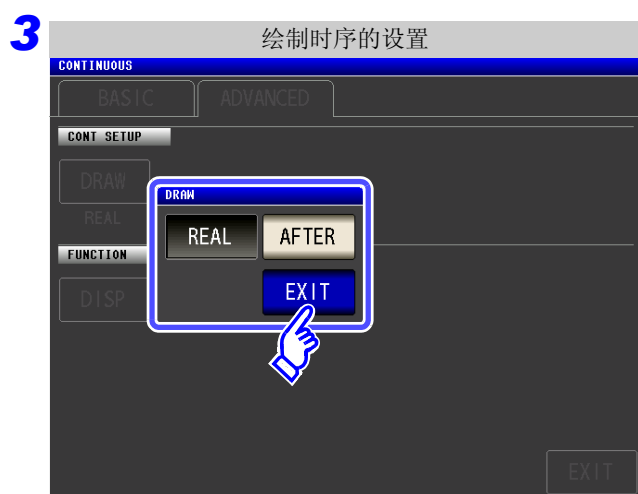 3
绘制时序的设置
CONTINUOUS
BASIC ADVANCED
CONT SETUP
DRAW
REAL
FUNCTION
DISP
DRAW
REAL AFTER
EXIT
EXIT